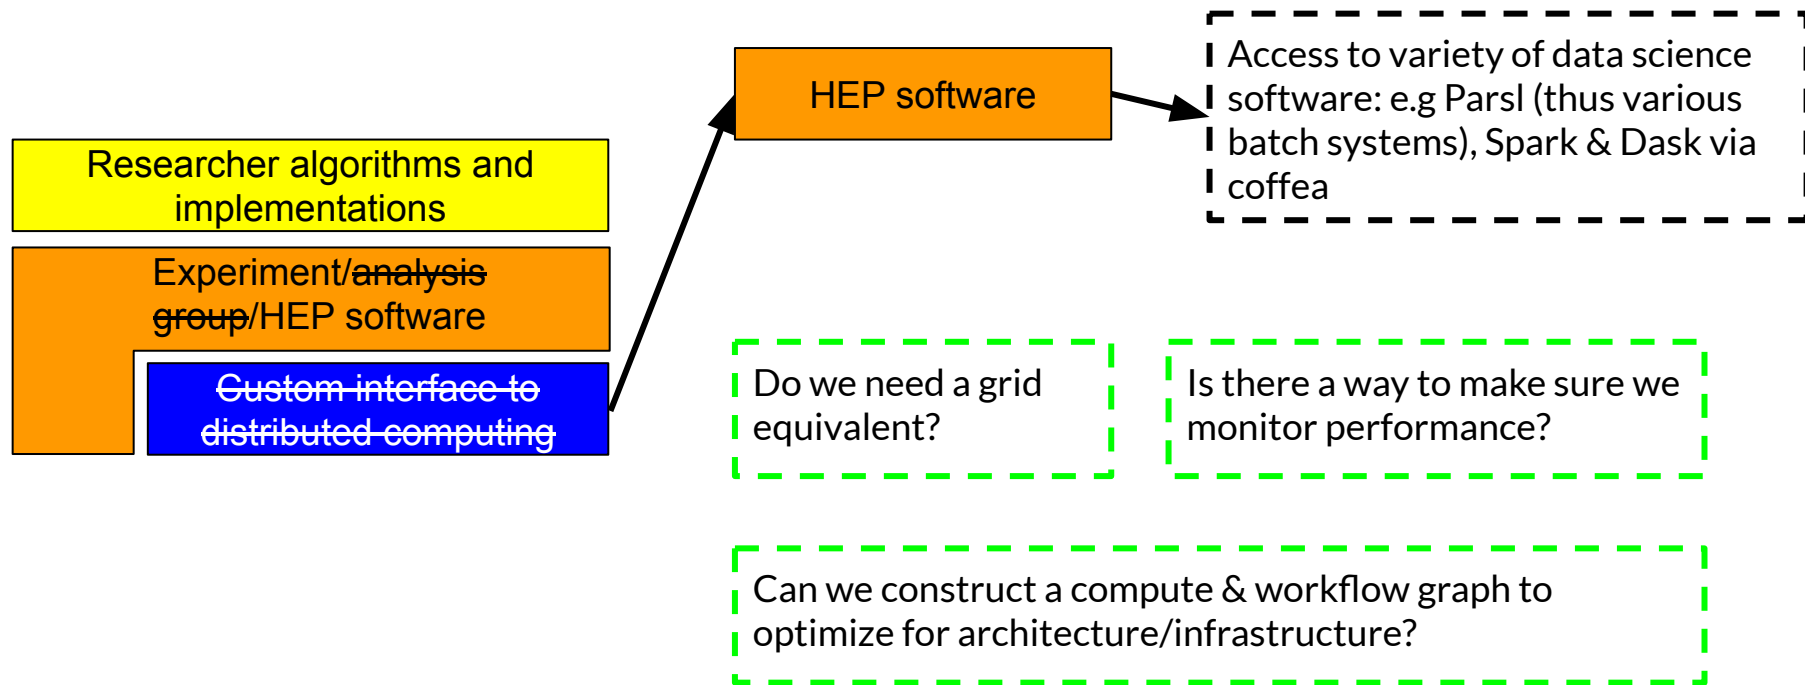 Researcher algorithms and
implementations
Experiment/analysis
group/HEP software
Custom interface to
distributed computing
HEP software
Access to variety of data science
software: e.g Parsl (thus various
batch systems), Spark & Dask via
coffea
Do we need a grid
equivalent?
Is there a way to make sure we
monitor performance?
Can we construct a compute & workflow graph to
optimize for architecture/infrastructure?